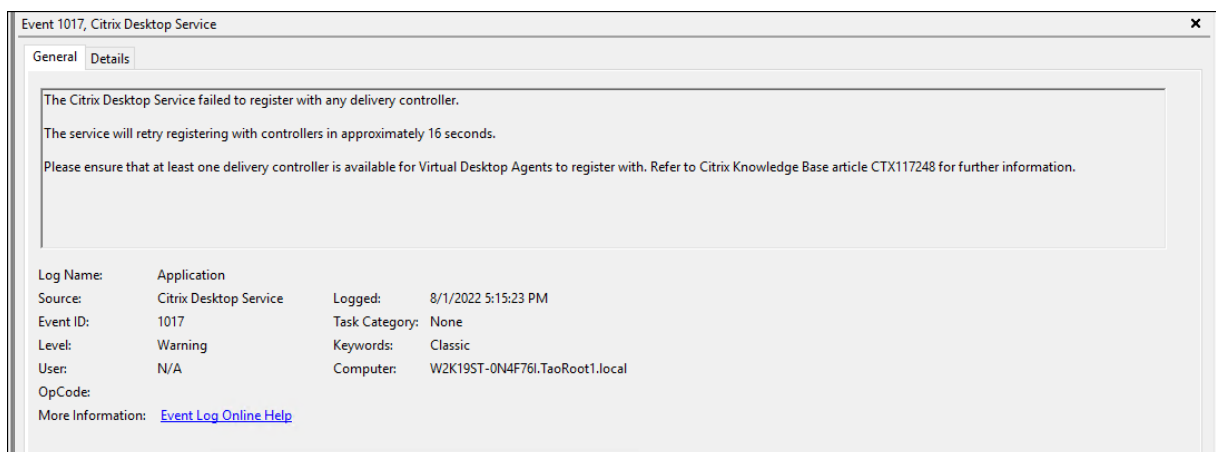 Event 1017, Citrix Desktop Service
General Details
The Citrix Desktop Service failed to register with any delivery controller.
The service will retry registering with controllers in approximately 16 seconds.
Please ensure that at least one delivery controller is available for Virtual Desktop Agents to register with. Refer to Citrix Knowledge Base article CTX117248 for further information.
Log Name: Application
Source: Citrix Desktop Service Logged: 8/1/2022 5:15:23 PM
Event ID: 1017 Task Category: None
Level: Warning Keywords: Classic
User: N/A Computer: W2K19ST-0N4F76I.TaoRoot1.local
OpCode:
More Information: Event Log Online Help